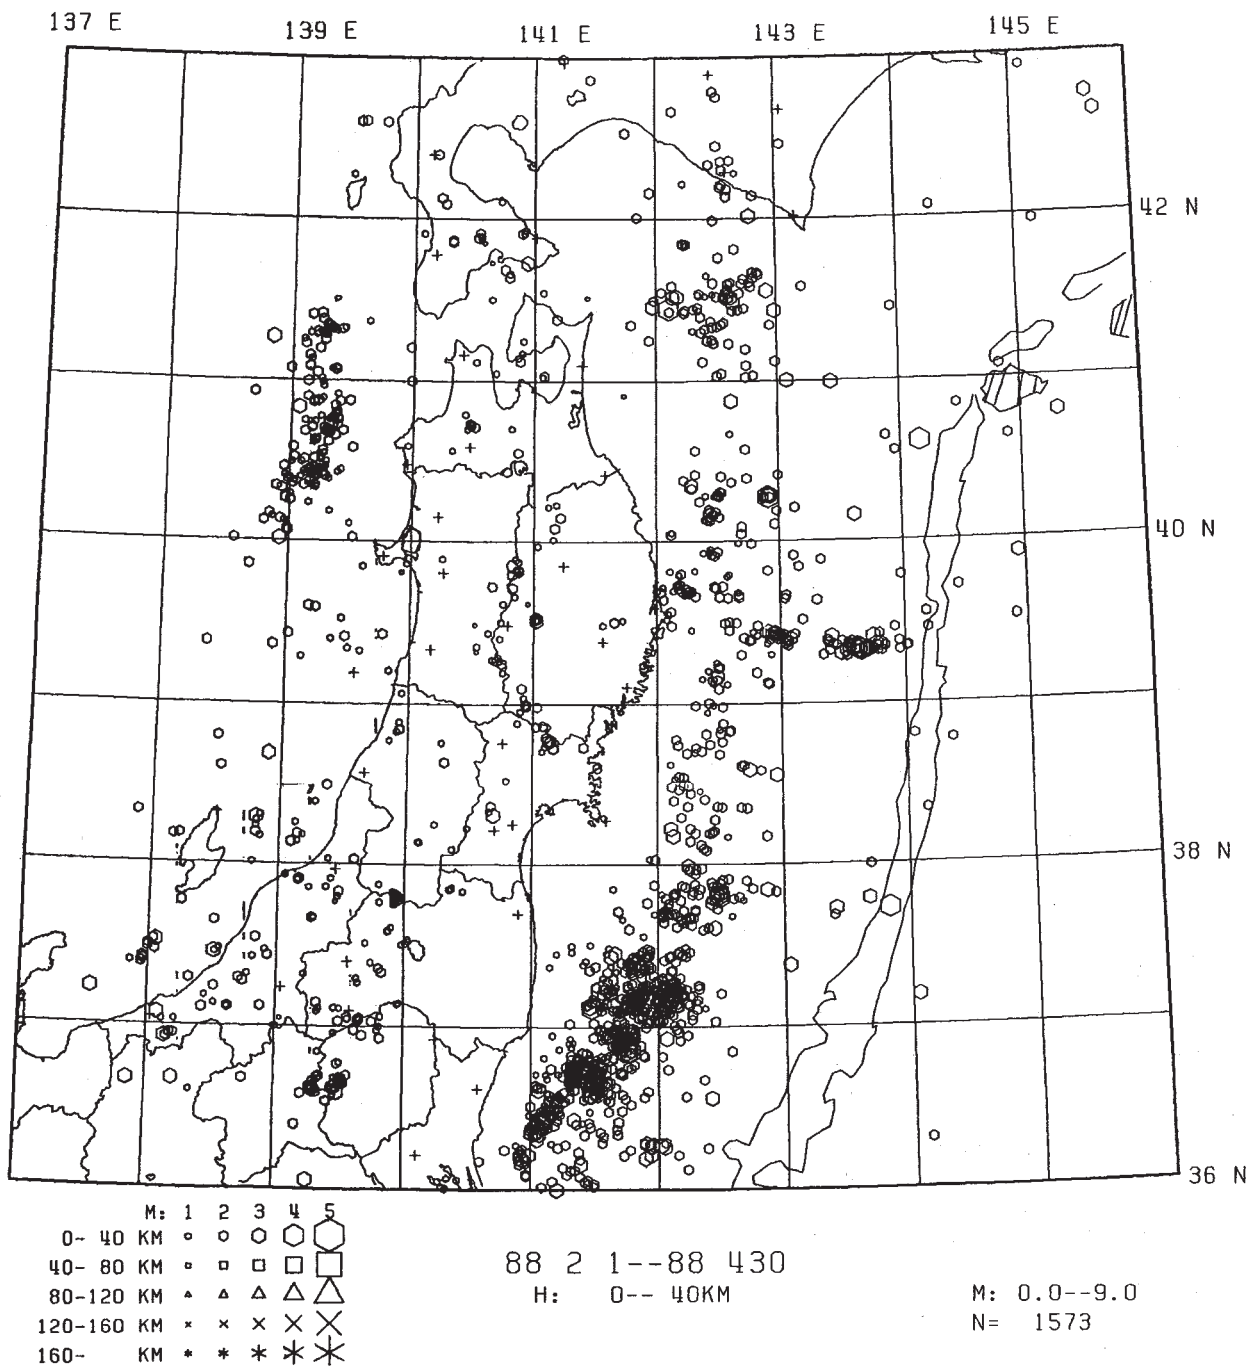 137 E 139 E 141 E 143 E 145 E
42 N
40 N
38 N
36 N
M: 1 2 3 4 5
0- 40 KM
40- 80 KM
80-120 KM
120-160 KM
160- KM
88 2 1--88 430
H: 0-- 40KM
M: 0.0--9.0
N= 1573